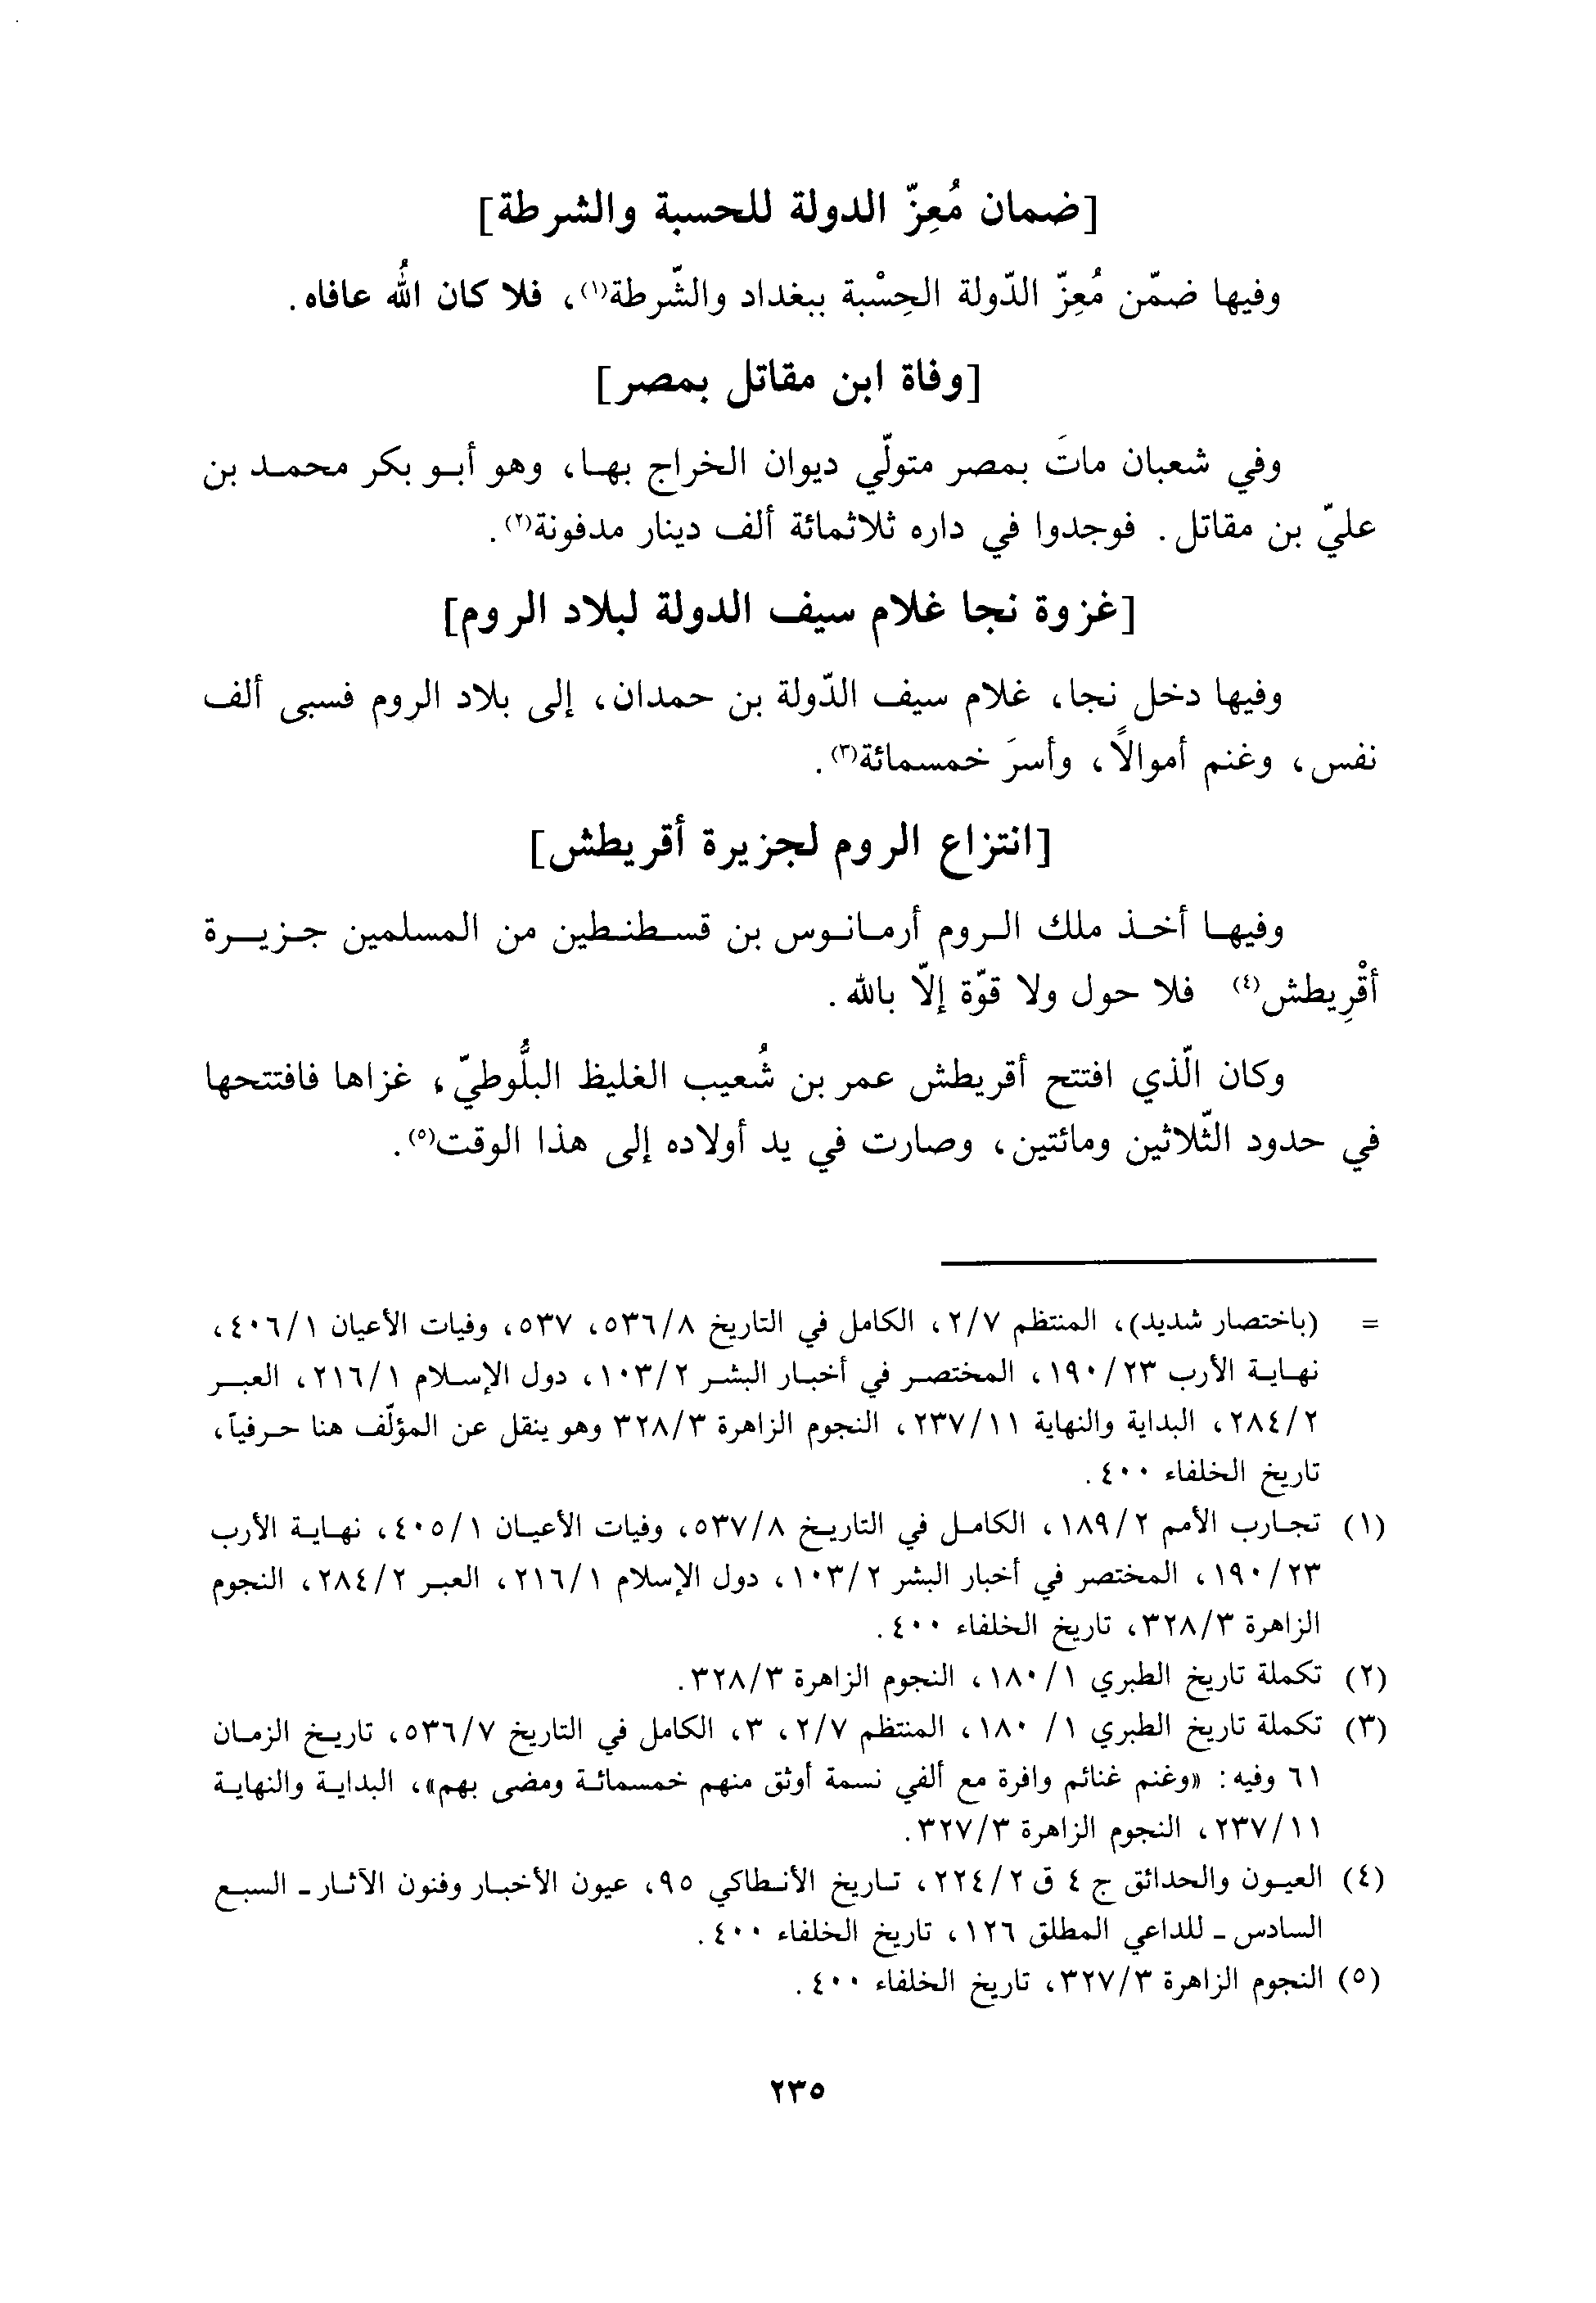 [ضمان مُعِزّ الدولة للحسبة والشرطة]
وفيها ضمّن مُعِزّ الدّولة الحِسْبة ببغداد والشّرطة(١)، فلا كان اللهُ عافاه.
[وفاة ابن مقاتل بمصر]
وفي شعبان ماتَ بمصر متولّي ديوان الخراج بها، وهو أبو بكر محمد بن
عليّ بن مقاتل. فوجدوا في داره ثلاثمائة ألف دينار مدفونة(٢).
[غزوة نجا غلام سيف الدولة لبلاد الروم]
وفيها دخل نجا، غلام سيف الدّولة بن حمدان، إلى بلاد الروم فسبى ألف
نفس، وغنم أموالاً، وأسرَ خمسمائة(٣).
[انتزاع الروم لجزيرة أقريطش]
وفيها أخذ ملك الروم أرمانوس بن قسطنطين من المسلمين جزيرة
أقْرِيطش(٤) فلا حول ولا قوّة إلاّ بالله.
وكان الّذي افتتح أقريطش عمر بن شُعيب الغليظ البلُّوطيّ، غزاها فافتتحها
في حدود الثّلاثين ومائتين، وصارت في يد أولاده إلى هذا الوقت(٥).
= (باختصار شديد)، المنتظم ٢/٧، الكامل في التاريخ ٥٣٦/٨، ٥٣٧، وفيات الأعيان ٤٠٦/١،
نهاية الأرب ١٩٠/٢٣، المختصر في أخبار البشر ١٠٣/٢، دول الإسلام ٢١٦/١، العبر
٢٨٤/٢، البداية والنهاية ٢٣٧/١١، النجوم الزاهرة ٣٢٨/٣ وهو ينقل عن المؤلّف هنا حرفياً،
تاريخ الخلفاء ٤٠٠.
(١) تجارب الأمم ١٨٩/٢، الكامل في التاريخ ٥٣٧/٨، وفيات الأعيان ٤٠٥/١، نهاية الأرب
١٩٠/٢٣، المختصر في أخبار البشر ١٠٣/٢، دول الإسلام ٢١٦/١، العبر ٢٨٤/٢، النجوم
الزاهرة ٣٢٨/٣، تاريخ الخلفاء ٤٠٠.
(٢) تكملة تاريخ الطبري ١٨٠/١، النجوم الزاهرة ٣٢٨/٣.
(٣) تكملة تاريخ الطبري ١/ ١٨٠، المنتظم ٢/٧، ٣، الكامل في التاريخ ٥٣٦/٧، تاريخ الزمان
٦١ وفيه: «وغنم غنائم وافرة مع ألفي نسمة أوثق منهم خمسمائة ومضى بهم»، البداية والنهاية
٢٣٧/١١، النجوم الزاهرة ٣٢٧/٣.
(٤) العيون والحدائق ج ٤ ق ٢٢٤/٢، تاريخ الأنطاكي ٩٥، عيون الأخبار وفنون الآثار - السبع
السادس - للداعي المطلق ١٢٦، تاريخ الخلفاء ٤٠٠.
(٥) النجوم الزاهرة ٣٢٧/٣، تاريخ الخلفاء ٤٠٠.
٢٣٥